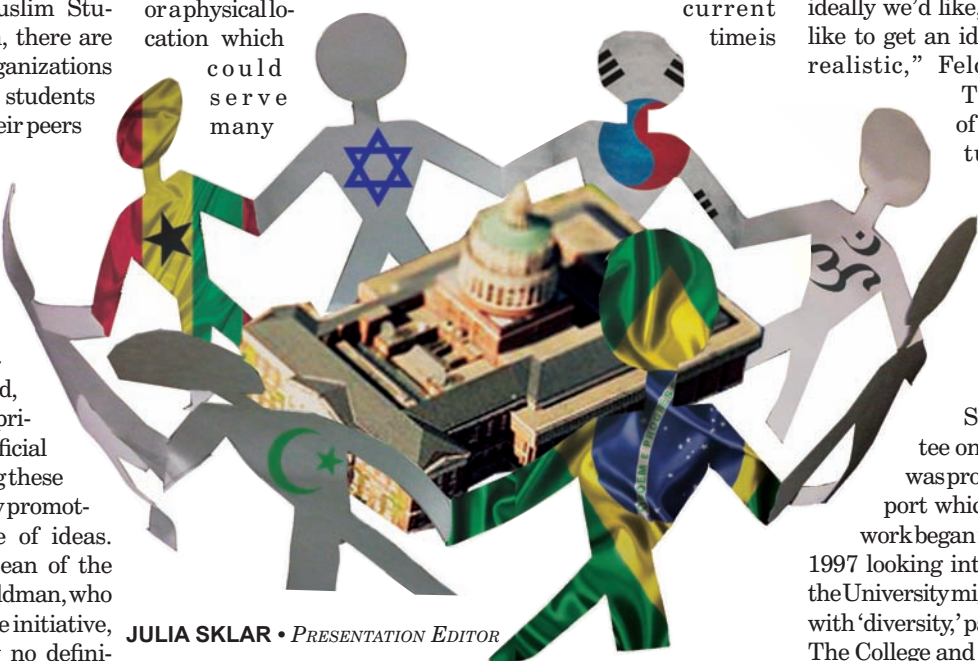 uslim Stu-
n, there are
ganizations
students
eir peers
d,
pri-
ficial
g these
y promot-
e of ideas.
ean of the
ldman, who
e initiative,
y no defini-
or a physical lo-
cation which
could
serve
many
current
time is
ideally we'd like,
like to get an id
realistic,” Feld
T
of
tu
S
tee on
was pro
port whic
work began
1997 looking int
the University mi
with ‘diversity,’ pa
The College and
ॐ
JULIA SKLAR • PRESENTATION EDITOR